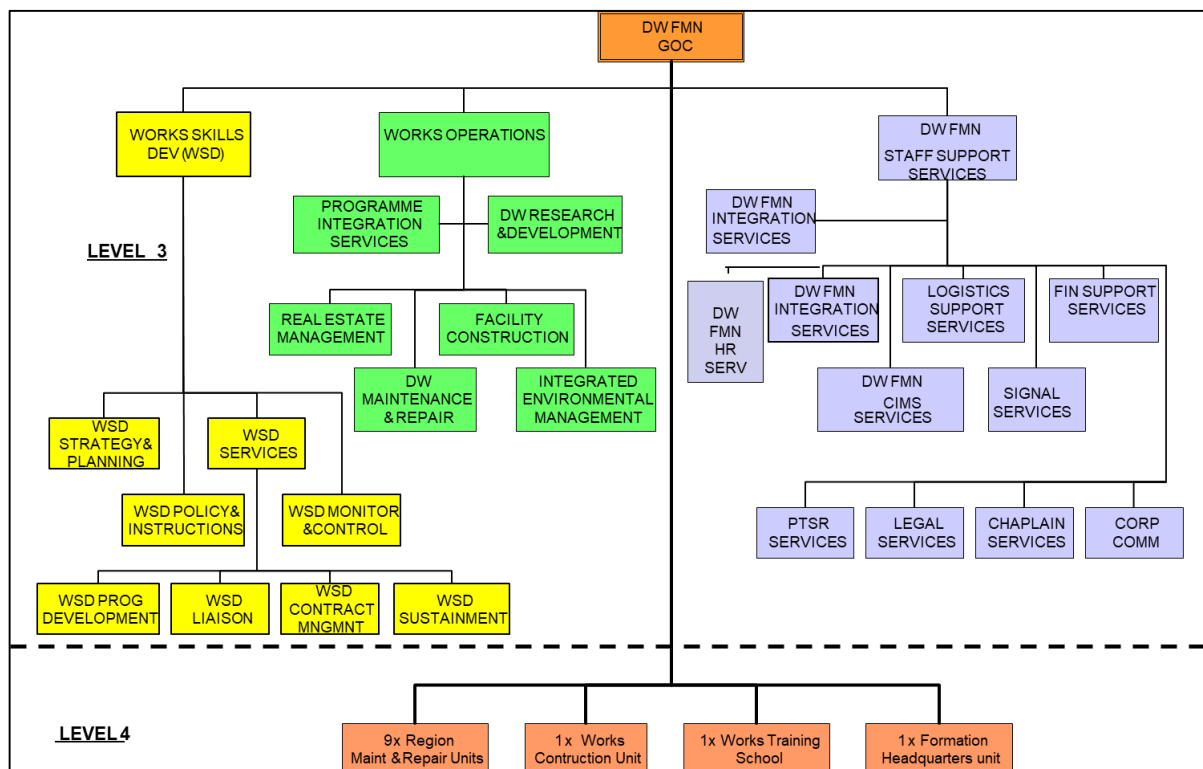 DW FMN
GOC
WORKS SKILLS
DEV (WSD)
WORKS OPERATIONS
DW FMN
STAFF SUPPORT
SERVICES
PROGRAMME
INTEGRATION
SERVICES
DW RESEARCH
&DEVELOPMENT
DW FMN
INTEGRATION
SERVICES
LEVEL 3
REAL ESTATE
MANAGEMENT
FACILITY
CONSTRUCTION
DW
MAINTENANCE
& REPAIR
INTEGRATED
ENVIRONMENTAL
MANAGEMENT
DW
FMN
HR
SERV
DW FMN
INTEGRATION
SERVICES
LOGISTICS
SUPPORT
SERVICES
FIN SUPPORT
SERVICES
DW FMN
CIMS
SERVICES
SIGNAL
SERVICES
WSD
STRATEGY&
PLANNING
WSD
SERVICES
WSD POLICY&
INSTRUCTIONS
WSD MONITOR
&CONTROL
PTSR
SERVICES
LEGAL
SERVICES
CHAPLAIN
SERVICES
CORP
COMM
WSD PROG
DEVELOPMENT
WSD
LIAISON
WSD
CONTRACT
MNGMNT
WSD
SUSTAINMENT
LEVEL 4
9x Region
Maint & Repair Units
1x Works
Contruction Unit
1x Works Training
School
1x Formation
Headquarters unit